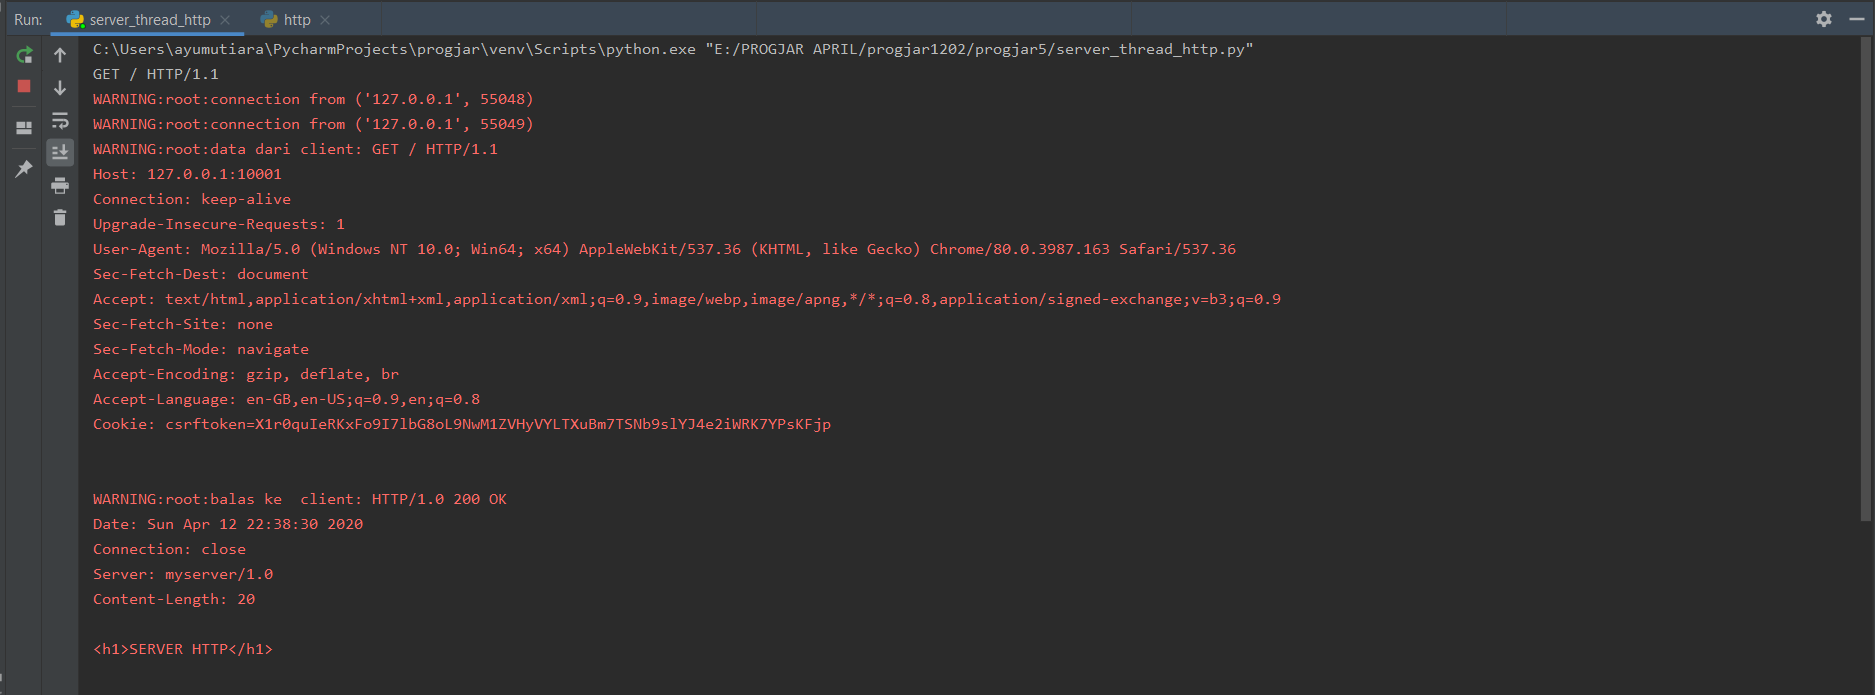 Run: server_thread_http http
C:\Users\ayumutiara\PycharmProjects\progjar\venv\Scripts\python.exe "E:/PROGJAR APRIL/progjar1202/progjar5/server_thread_http.py"
GET / HTTP/1.1
WARNING:root:connection from ('127.0.0.1', 55048)
WARNING:root:connection from ('127.0.0.1', 55049)
WARNING:root:data dari client: GET / HTTP/1.1
Host: 127.0.0.1:10001
Connection: keep-alive
Upgrade-Insecure-Requests: 1
User-Agent: Mozilla/5.0 (Windows NT 10.0; Win64; x64) AppleWebKit/537.36 (KHTML, like Gecko) Chrome/80.0.3987.163 Safari/537.36
Sec-Fetch-Dest: document
Accept: text/html,application/xhtml+xml,application/xml;q=0.9,image/webp,image/apng,*/*;q=0.8,application/signed-exchange;v=b3;q=0.9
Sec-Fetch-Site: none
Sec-Fetch-Mode: navigate
Accept-Encoding: gzip, deflate, br
Accept-Language: en-GB,en-US;q=0.9,en;q=0.8
Cookie: csrftoken=X1r0quIeRKxFo9I7lbG8oL9NwM1ZVHyVYLTXuBm7TSNb9slYJ4e2iWRK7YPsKFjp
WARNING:root:balas ke  client: HTTP/1.0 200 OK
Date: Sun Apr 12 22:38:30 2020
Connection: close
Server: myserver/1.0
Content-Length: 20
<h1>SERVER HTTP</h1>